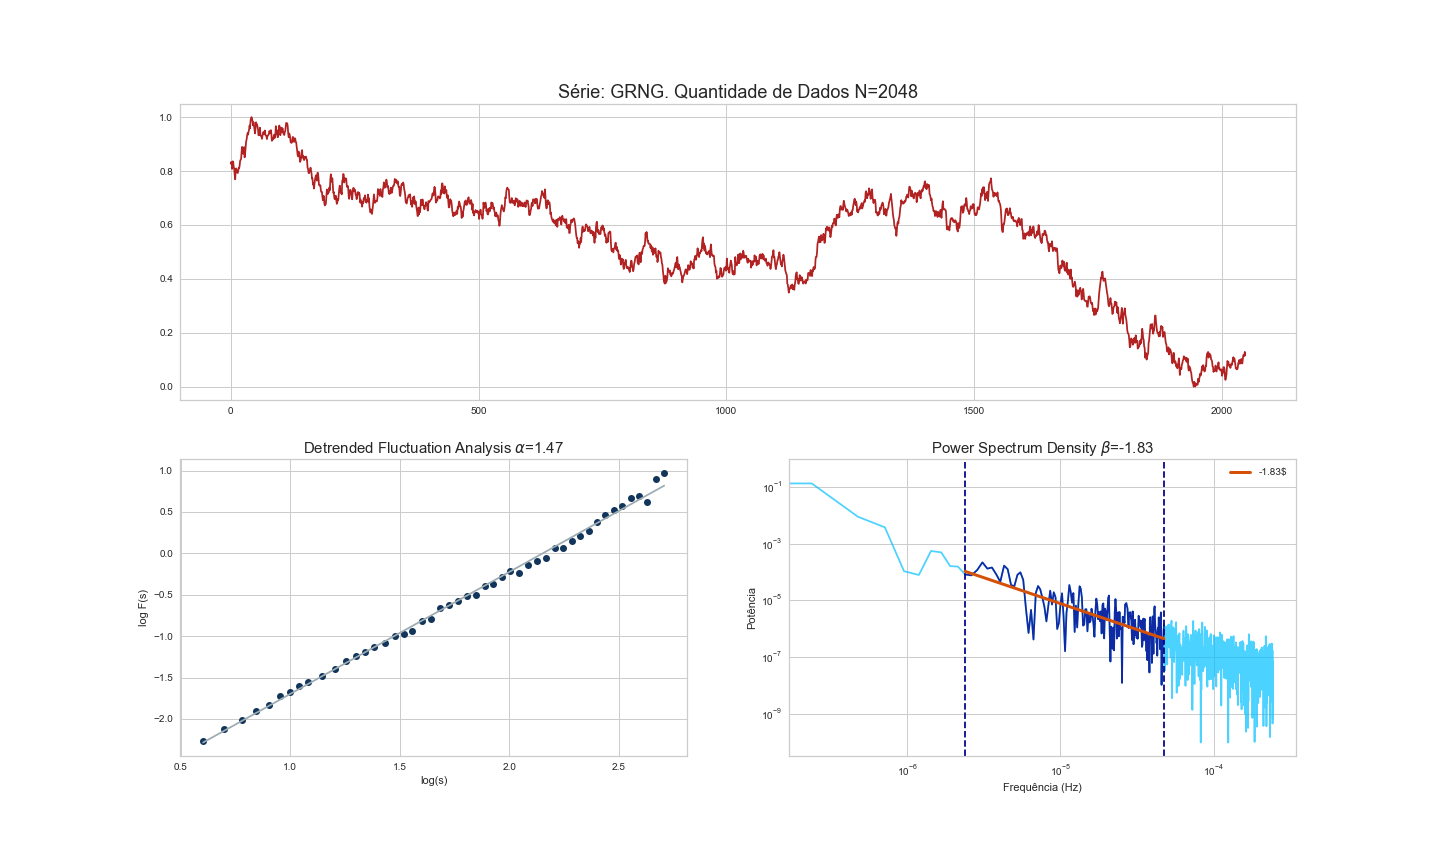 Série: GRNG. Quantidade de Dados N=2048
1.0
0.8
0.6
0.4
0.2
0.0
0 500 1000 1500 2000
Detrended Fluctuation Analysis α=1.47
log F(s)
1.0
0.5
0.0
−0.5
−1.0
−1.5
−2.0
0.5 1.0 1.5 2.0 2.5
log(s)
Power Spectrum Density β=-1.83
-1.83$
Potência
10⁻¹
10⁻³
10⁻⁵
10⁻⁷
10⁻⁹
10⁻⁶ 10⁻⁵ 10⁻⁴
Frequência (Hz)